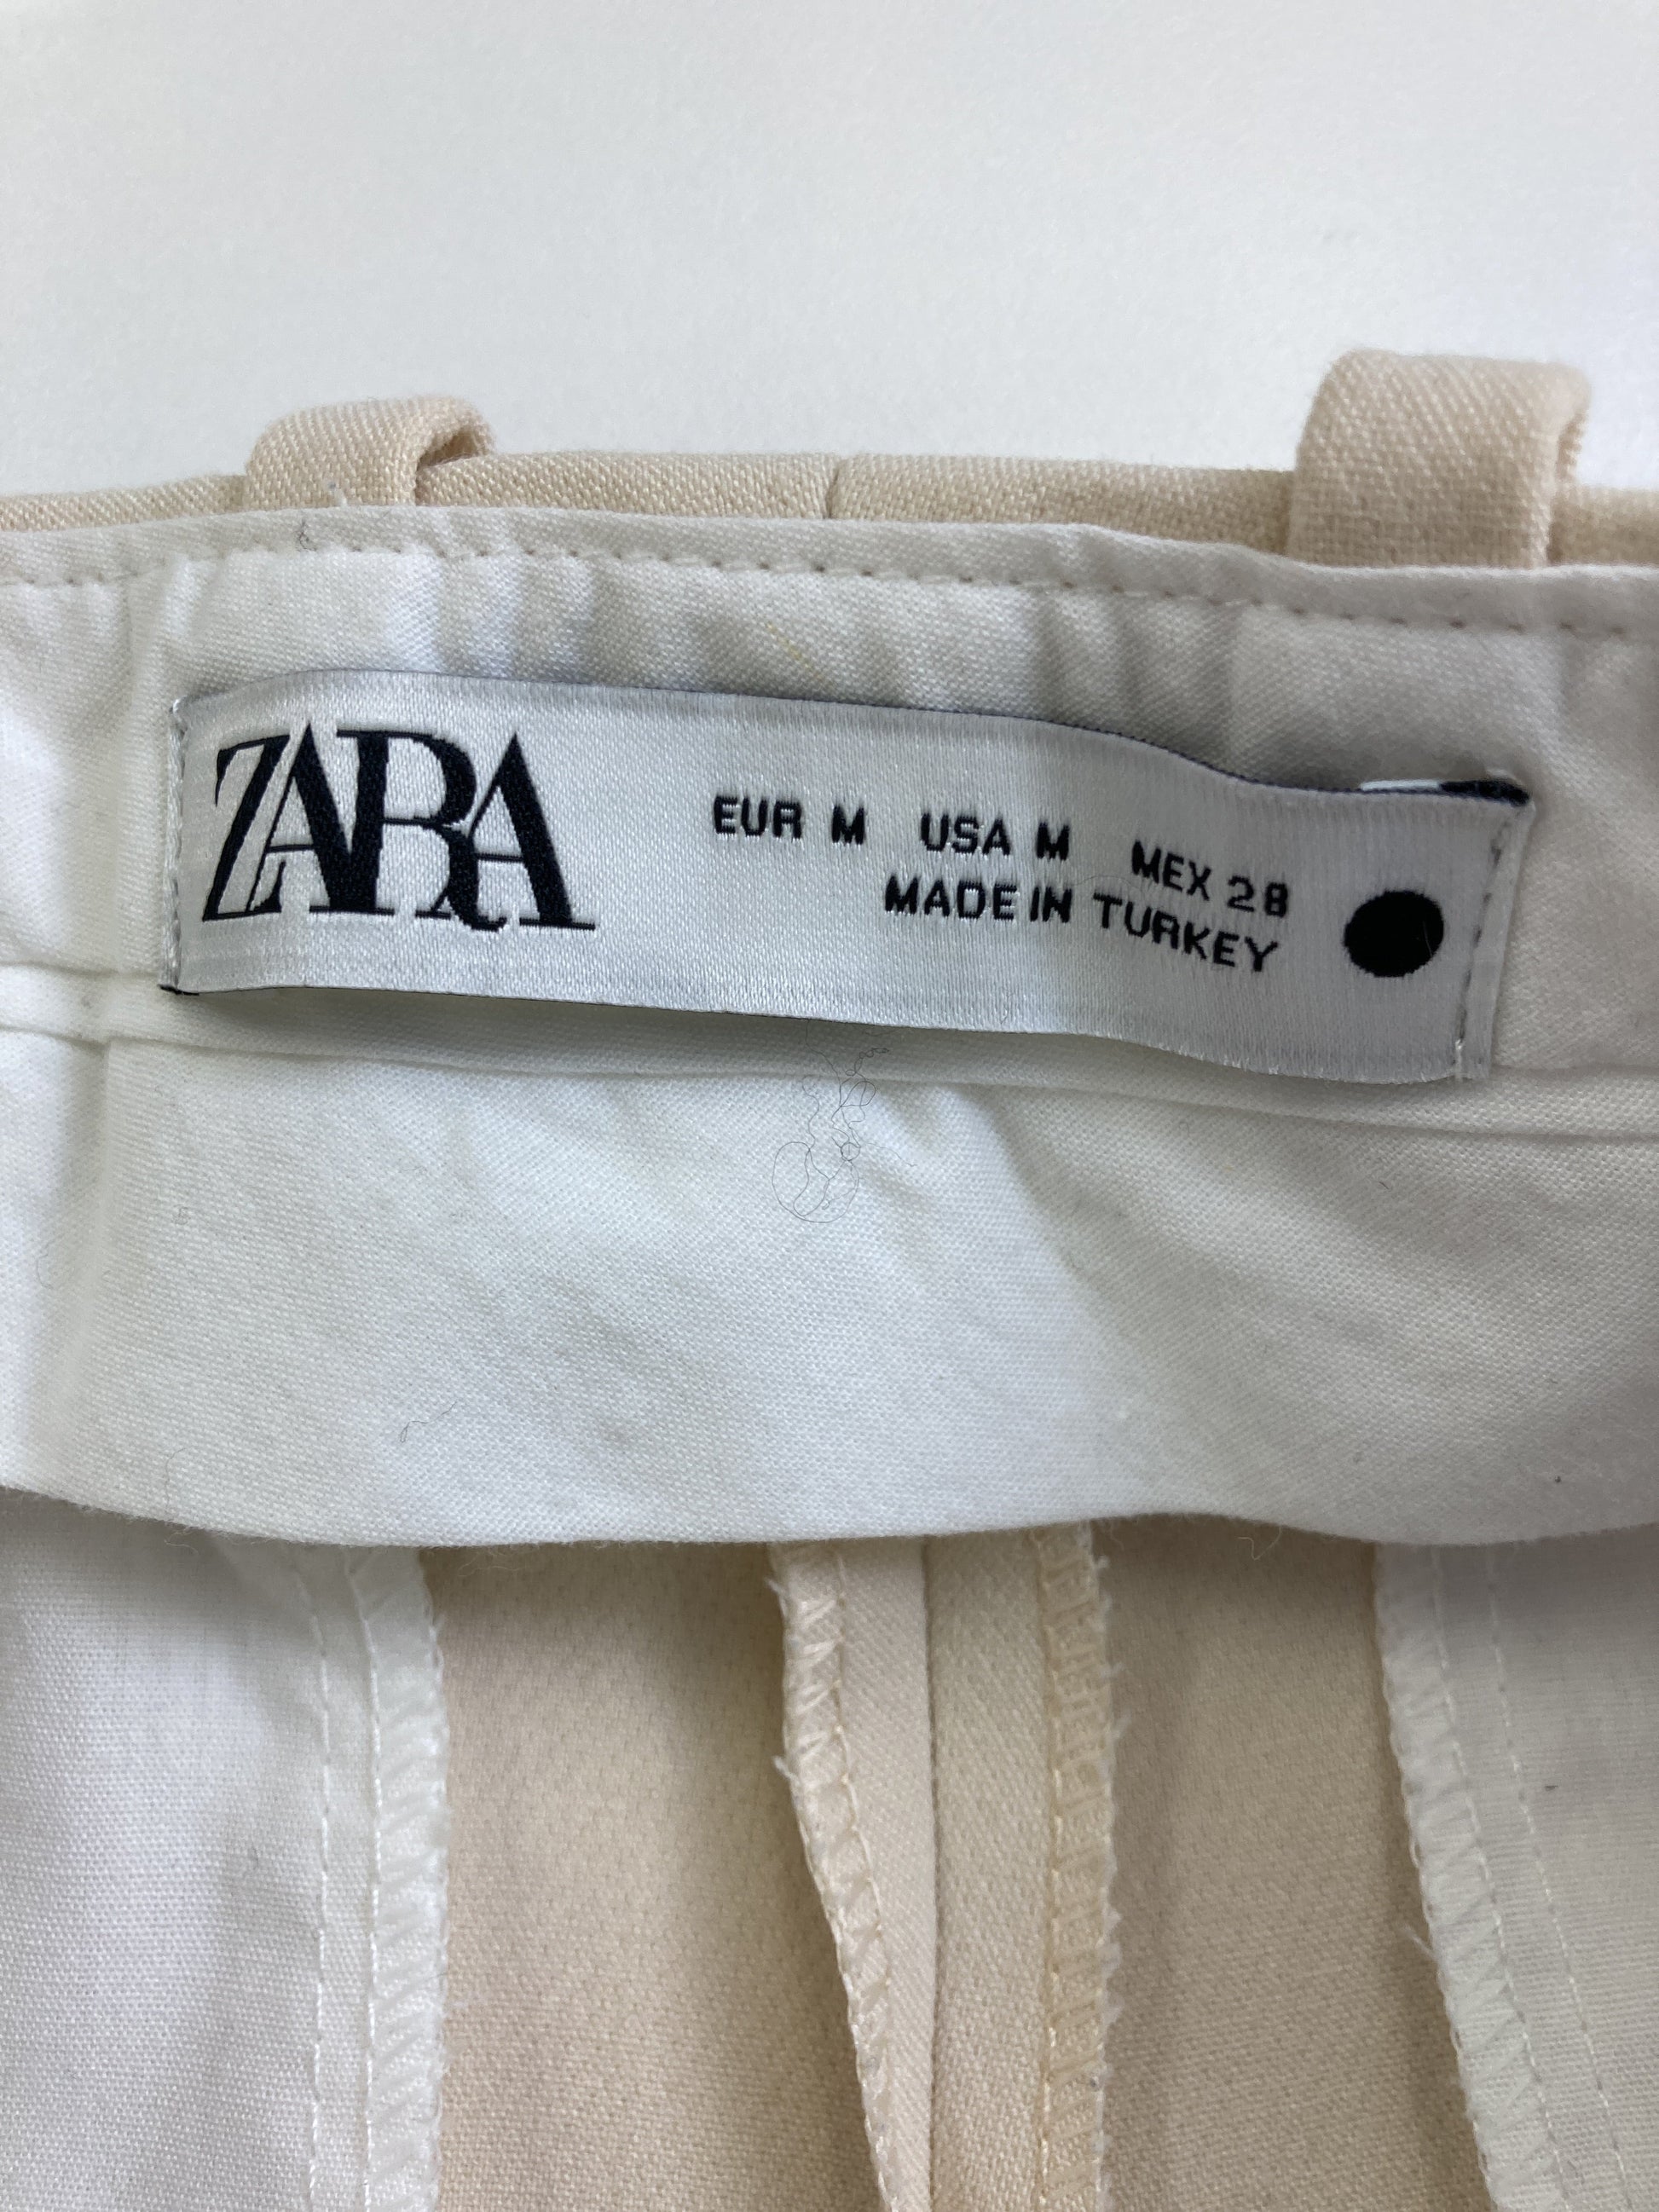 ZARA
EUR M USA M MEX 28
MADE IN TURKEY